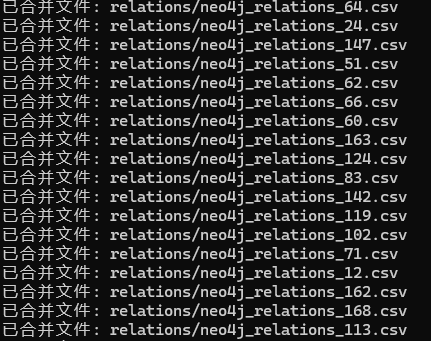 已合并文件: relations/neo4j_relations_64.csv
已合并文件: relations/neo4j_relations_24.csv
已合并文件: relations/neo4j_relations_147.csv
已合并文件: relations/neo4j_relations_51.csv
已合并文件: relations/neo4j_relations_62.csv
已合并文件: relations/neo4j_relations_66.csv
已合并文件: relations/neo4j_relations_60.csv
已合并文件: relations/neo4j_relations_163.csv
已合并文件: relations/neo4j_relations_124.csv
已合并文件: relations/neo4j_relations_83.csv
已合并文件: relations/neo4j_relations_142.csv
已合并文件: relations/neo4j_relations_119.csv
已合并文件: relations/neo4j_relations_102.csv
已合并文件: relations/neo4j_relations_71.csv
已合并文件: relations/neo4j_relations_12.csv
已合并文件: relations/neo4j_relations_162.csv
已合并文件: relations/neo4j_relations_168.csv
已合并文件: relations/neo4j_relations_113.csv